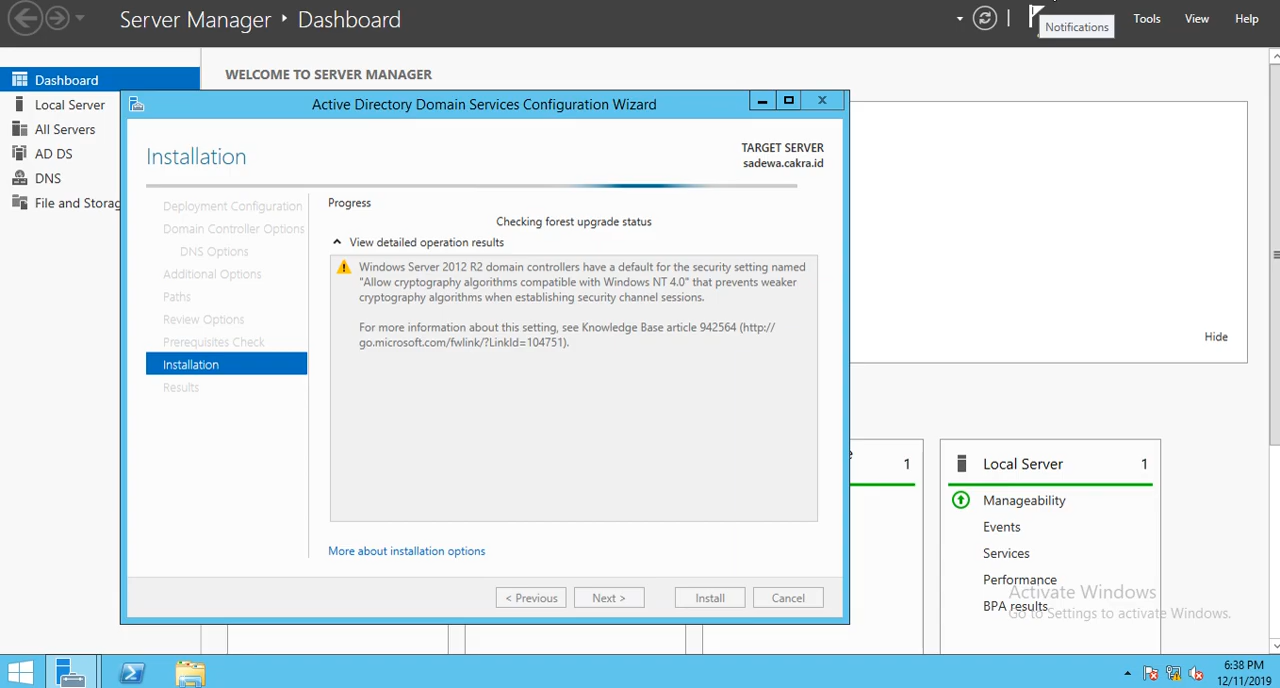 Server Manager
Dashboard
Notifications
Tools
View
Help
Dashboard
Local Server
All Servers
AD DS
DNS
File and Storag
WELCOME TO SERVER MANAGER
Active Directory Domain Services Configuration Wizard
Installation
TARGET SERVER
sadewa.cakra.id
Deployment Configuration
Domain Controller Options
DNS Options
Additional Options
Paths
Review Options
Prerequisites Check
Installation
Results
Progress
Checking forest upgrade status
View detailed operation results
Windows Server 2012 R2 domain controllers have a default for the security setting named
"Allow cryptography algorithms compatible with Windows NT 4.0" that prevents weaker
cryptography algorithms when establishing security channel sessions.
For more information about this setting, see Knowledge Base article 942564 (http://
go.microsoft.com/fwlink/?LinkId=104751).
More about installation options
< Previous
Next >
Install
Cancel
Hide
1
Local Server
1
Manageability
Events
Services
Performance
BPA results
Activate Windows
Go to Settings to activate Windows.
6:38 PM
12/11/2019